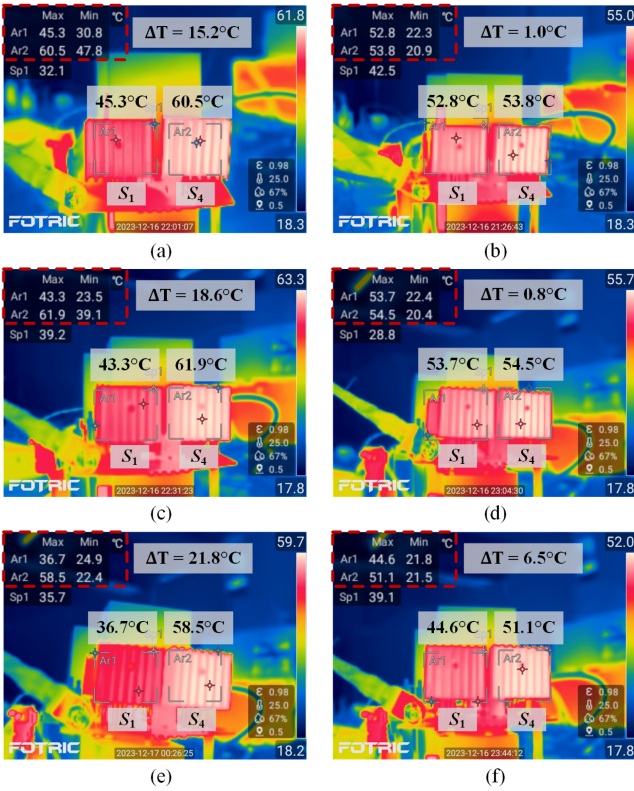 Max Min °C
Ar1 45.3 30.8
Ar2 60.5 47.8
Sp1 32.1
ΔT = 15.2°C
61.8
45.3°C 60.5°C
Ar1
Ar2
S1 S4
ε 0.98
25.0
67%
0.5
FOTRIC
2023-12-16 22:01:07
18.3
(a)
Max Min °C
Ar1 52.8 22.3
Ar2 53.8 20.9
Sp1 42.5
ΔT = 1.0°C
55.0
52.8°C 53.8°C
Ar1
Ar2
S1 S4
ε 0.98
25.0
67%
0.5
FOTRIC
2023-12-16 21:26:43
18.3
(b)
Max Min °C
Ar1 43.3 23.5
Ar2 61.9 39.1
Sp1 39.2
ΔT = 18.6°C
63.3
43.3°C 61.9°C
Ar1
Ar2
S1 S4
ε 0.98
25.0
67%
0.5
FOTRIC
2023-12-16 22:31:23
17.8
(c)
Max Min °C
Ar1 53.7 22.4
Ar2 54.5 20.4
Sp1 28.8
ΔT = 0.8°C
55.7
53.7°C 54.5°C
Ar1
Ar2
S1 S4
ε 0.98
25.0
67%
0.5
FOTRIC
2023-12-16 23:04:30
17.8
(d)
Max Min °C
Ar1 36.7 24.9
Ar2 58.5 22.4
Sp1 35.7
ΔT = 21.8°C
59.7
36.7°C 58.5°C
Ar1
Ar2
S1 S4
ε 0.98
25.0
67%
0.5
FOTRIC
2023-12-17 00:26:25
18.2
(e)
Max Min °C
Ar1 44.6 21.8
Ar2 51.1 21.5
Sp1 39.1
ΔT = 6.5°C
52.0
44.6°C 51.1°C
Ar1
Ar2
S1 S4
ε 0.98
25.0
67%
0.5
FOTRIC
2023-12-16 23:44:12
17.8
(f)